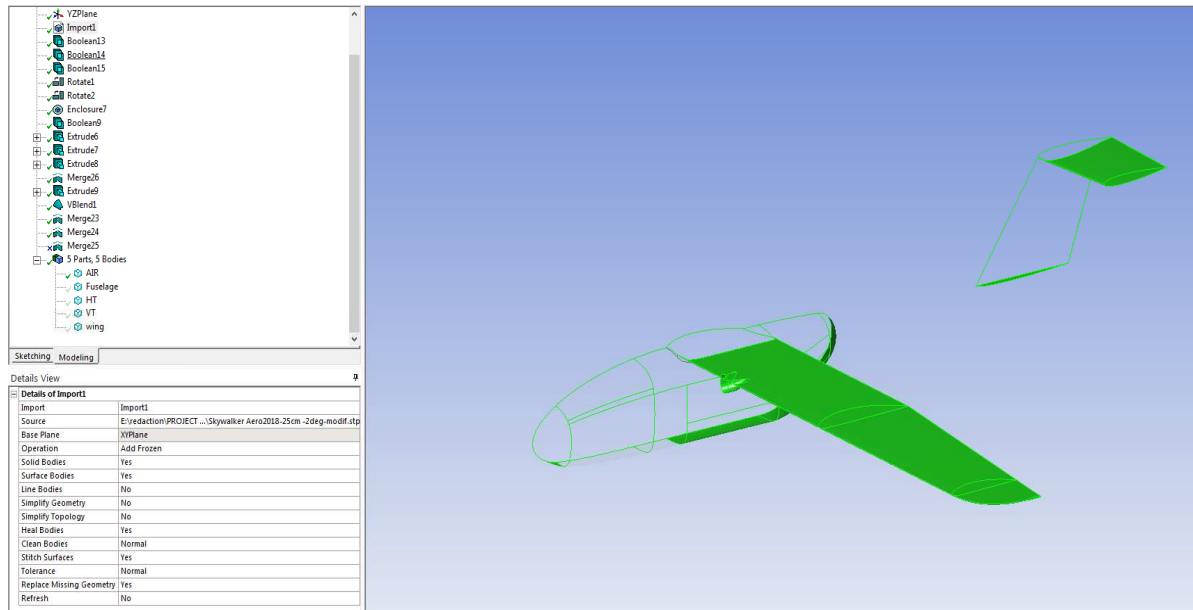 YZPlane
Import1
Boolean13
Boolean14
Boolean15
Rotate1
Rotate2
Enclosure7
Boolean9
Extrude6
Extrude7
Extrude8
Merge26
Extrude9
VBlend1
Merge23
Merge24
Merge25
5 Parts, 5 Bodies
AIR
Fuselage
HT
VT
wing
Sketching Modeling
Details View
Details of Import1
Import Import1
Source E:\redaction\PROJECT ...\Skywalker Aero2018-25cm -2deg-modif.stp
Base Plane XYPlane
Operation Add Frozen
Solid Bodies Yes
Surface Bodies Yes
Line Bodies No
Simplify Geometry No
Simplify Topology No
Heal Bodies Yes
Clean Bodies Normal
Stitch Surfaces Yes
Tolerance Normal
Replace Missing Geometry Yes
Refresh No